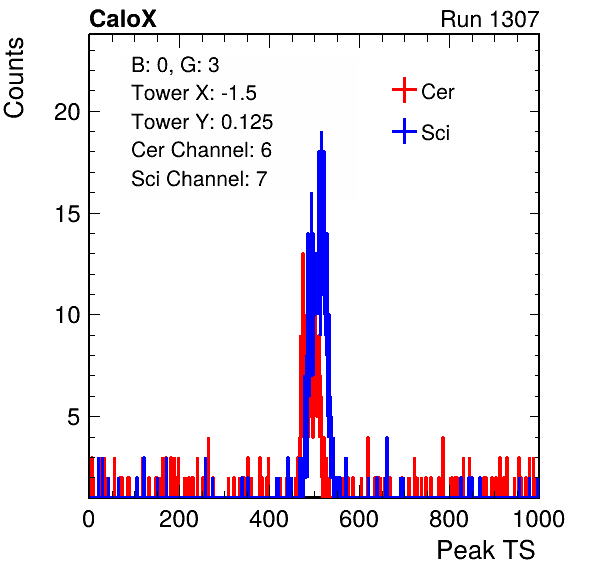 CaloX Run 1307
B: 0, G: 3
Tower X: -1.5
Tower Y: 0.125
Cer Channel: 6
Sci Channel: 7
Cer
Sci
Counts
20
15
10
5
0 200 400 600 800 1000
Peak TS